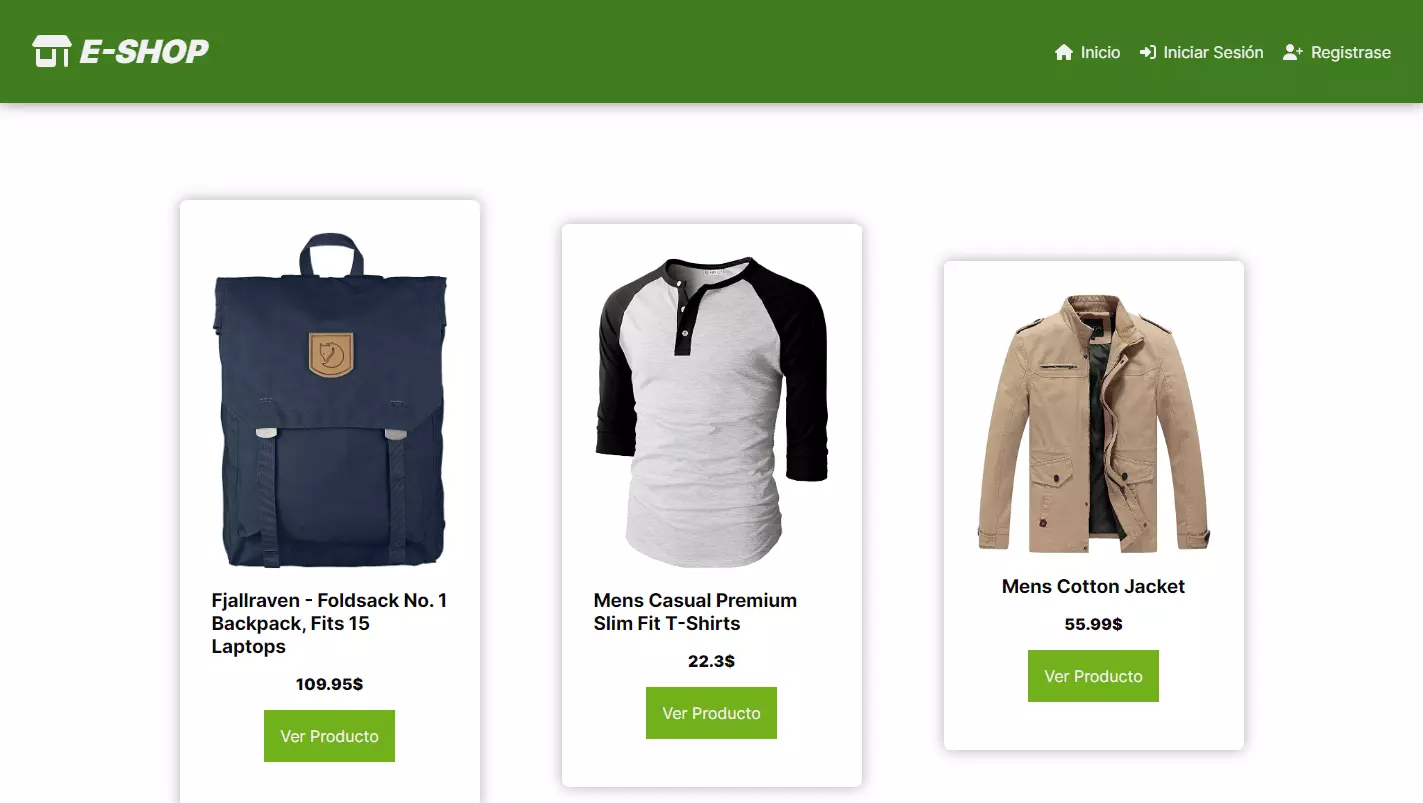 E-SHOP
Inicio
Iniciar Sesión
Registrase
Fjallraven - Foldsack No. 1
Backpack, Fits 15
Laptops
109.95$
Ver Producto
Mens Casual Premium
Slim Fit T-Shirts
22.3$
Ver Producto
Mens Cotton Jacket
55.99$
Ver Producto